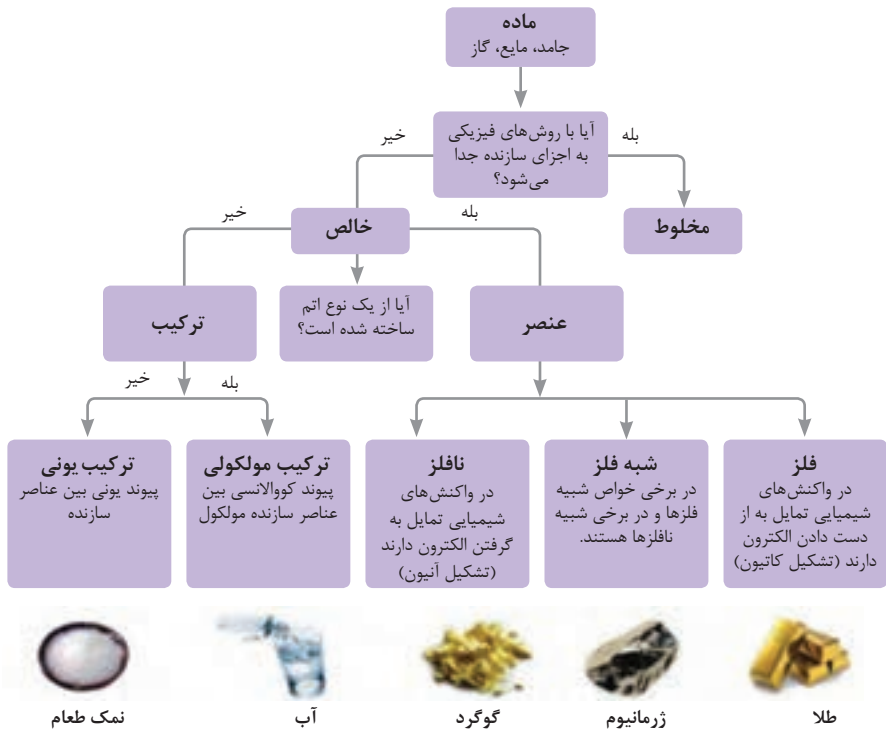 ماده
جامد، مایع، گاز
بله
آیا با روش‌های فیزیکی
به اجزای سازنده جدا
می‌شود؟
خیر
مخلوط
بله
خالص
خیر
عنصر
آیا از یک نوع اتم
ساخته شده است؟
ترکیب
بله
خیر
فلز
در واکنش‌های
شیمیایی تمایل به از
دست دادن الکترون
دارند (تشکیل کاتیون)
شبه فلز
در برخی خواص شبیه
فلزها و در برخی شبیه
نافلزها هستند.
نافلز
در واکنش‌های
شیمیایی تمایل به
گرفتن الکترون دارند
(تشکیل آنیون)
ترکیب مولکولی
پیوند کووالانسی بین
عناصر سازنده مولکول
ترکیب یونی
پیوند یونی بین عناصر
سازنده
طلا
ژرمانیوم
گوگرد
آب
نمک طعام